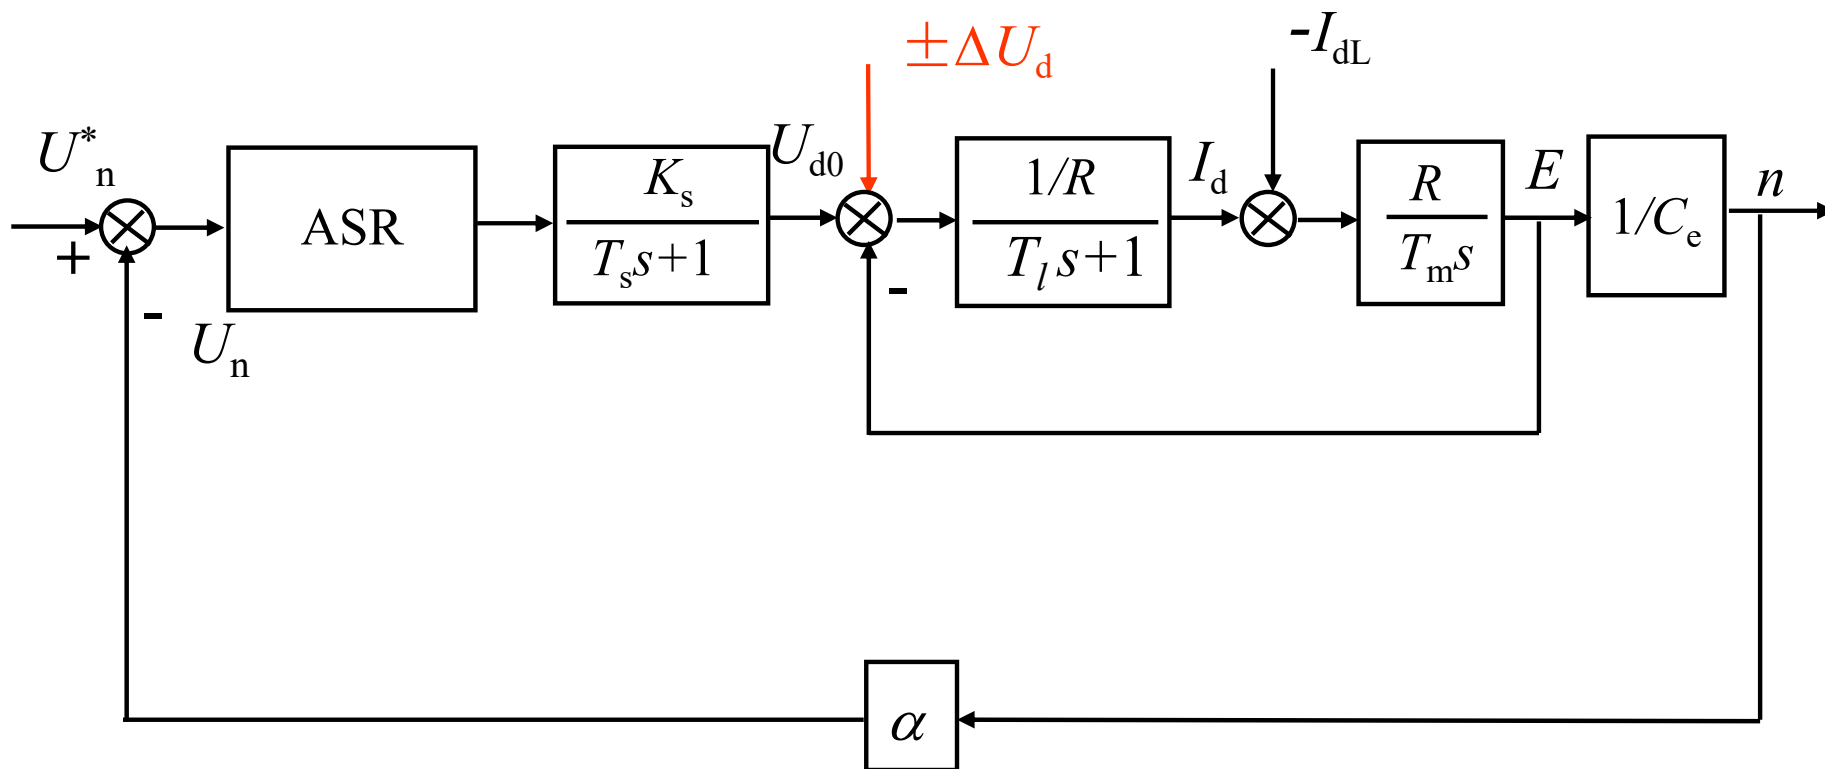 ±ΔU_d
-I_dL
U*_n
+
-
U_n
ASR
K_s
T_s s+1
U_d0
-
1/R
T_l s+1
I_d
R
T_m s
E
1/C_e
n
α